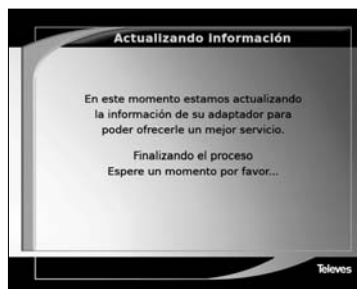 Actualizando Información
En este momento estamos actualizando
la información de su adaptador para
poder ofrecerle un mejor servicio.
Finalizando el proceso
Espere un momento por favor...
Televes